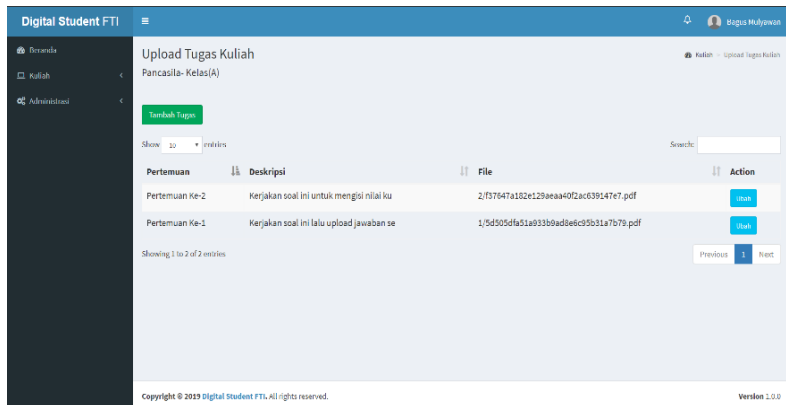 Digital Student FTI
Bagus Mulyawan
Beranda
Kuliah
Administrasi
Upload Tugas Kuliah
Pancasila- Kelas(A)
Kuliah > Upload Tugas Kuliah
Tambah Tugas
Show 10 entries
Search:
Pertemuan Deskripsi File Action
Pertemuan Ke-2 Kerjakan soal ini untuk mengisi nilai ku 2/f37647a182e129aeaa40f2ac639147e7.pdf Ubah
Pertemuan Ke-1 Kerjakan soal ini lalu upload jawaban se 1/5d505dfa51a933b9ad8e6c95b31a7b79.pdf Ubah
Showing 1 to 2 of 2 entries
Previous 1 Next
Copyright © 2019 Digital Student FTI. All rights reserved.
Version 1.0.0